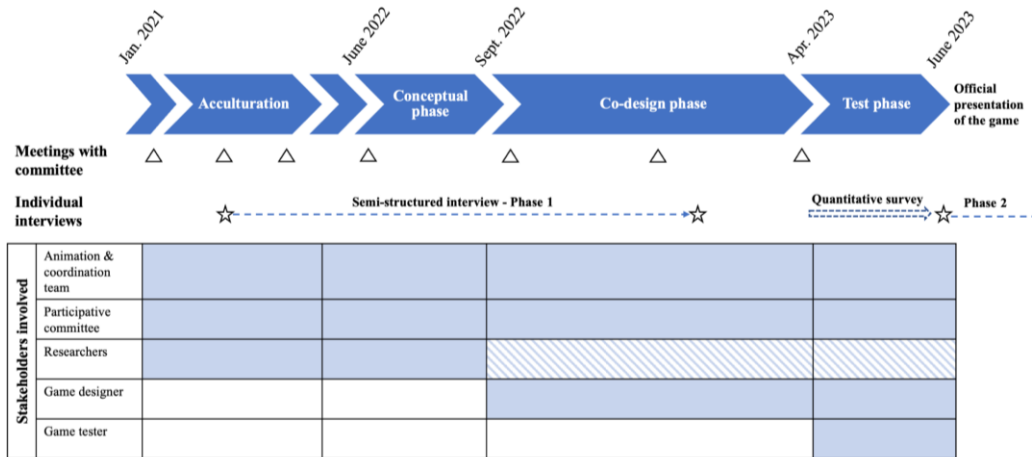 Jan. 2021
June 2022
Sept. 2022
Apr. 2023
June 2023
Acculturation
Conceptual
phase
Co-design phase
Test phase
Official
presentation
of the game
Meetings with
committee
Individual
interviews
Semi-structured interview - Phase 1
Quantitative survey
Phase 2
Stakeholders involved
Animation &
coordination
team
Participative
committee
Researchers
Game designer
Game tester